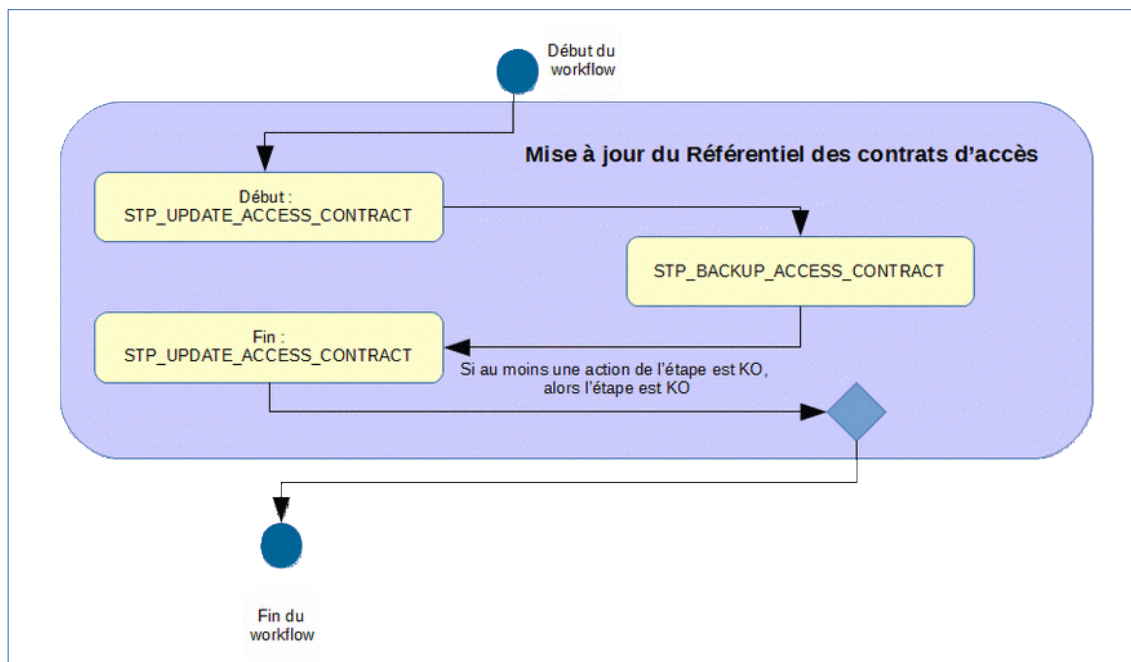 Début du
workflow
Mise à jour du Référentiel des contrats d'accès
Début :
STP_UPDATE_ACCESS_CONTRACT
STP_BACKUP_ACCESS_CONTRACT
Fin :
STP_UPDATE_ACCESS_CONTRACT
Si au moins une action de l'étape est KO,
alors l'étape est KO
Fin du
workflow